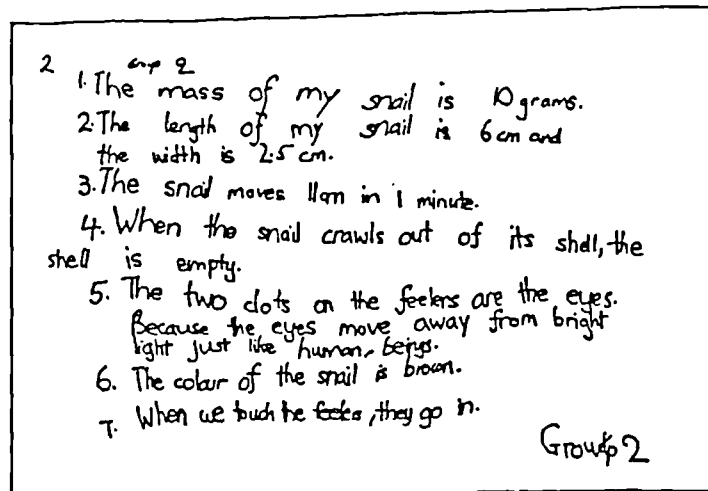 2
grp 2
1. The mass of my snail is 10 grams.
2. The length of my snail is 6 cm and
the width is 2.5 cm.
3. The snail moves 11cm in 1 minute.
4. When the snail crawls out of its shell, the
shell is empty.
5. The two dots on the feelers are the eyes.
Because the eyes move away from bright
light just like human beings.
6. The colour of the snail is brown.
7. When we touch the feelers, they go in.
Group 2